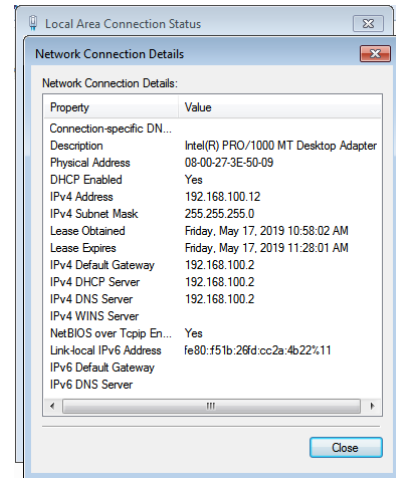 Local Area Connection Status
Network Connection Details
Network Connection Details:
Property Value
Connection-specific DN...
Description Intel(R) PRO/1000 MT Desktop Adapter
Physical Address 08-00-27-3E-50-09
DHCP Enabled Yes
IPv4 Address 192.168.100.12
IPv4 Subnet Mask 255.255.255.0
Lease Obtained Friday, May 17, 2019 10:58:02 AM
Lease Expires Friday, May 17, 2019 11:28:01 AM
IPv4 Default Gateway 192.168.100.2
IPv4 DHCP Server 192.168.100.2
IPv4 DNS Server 192.168.100.2
IPv4 WINS Server
NetBIOS over Tcpip En... Yes
Link-local IPv6 Address fe80::f51b:26fd:cc2a:4b22%11
IPv6 Default Gateway
IPv6 DNS Server
Close